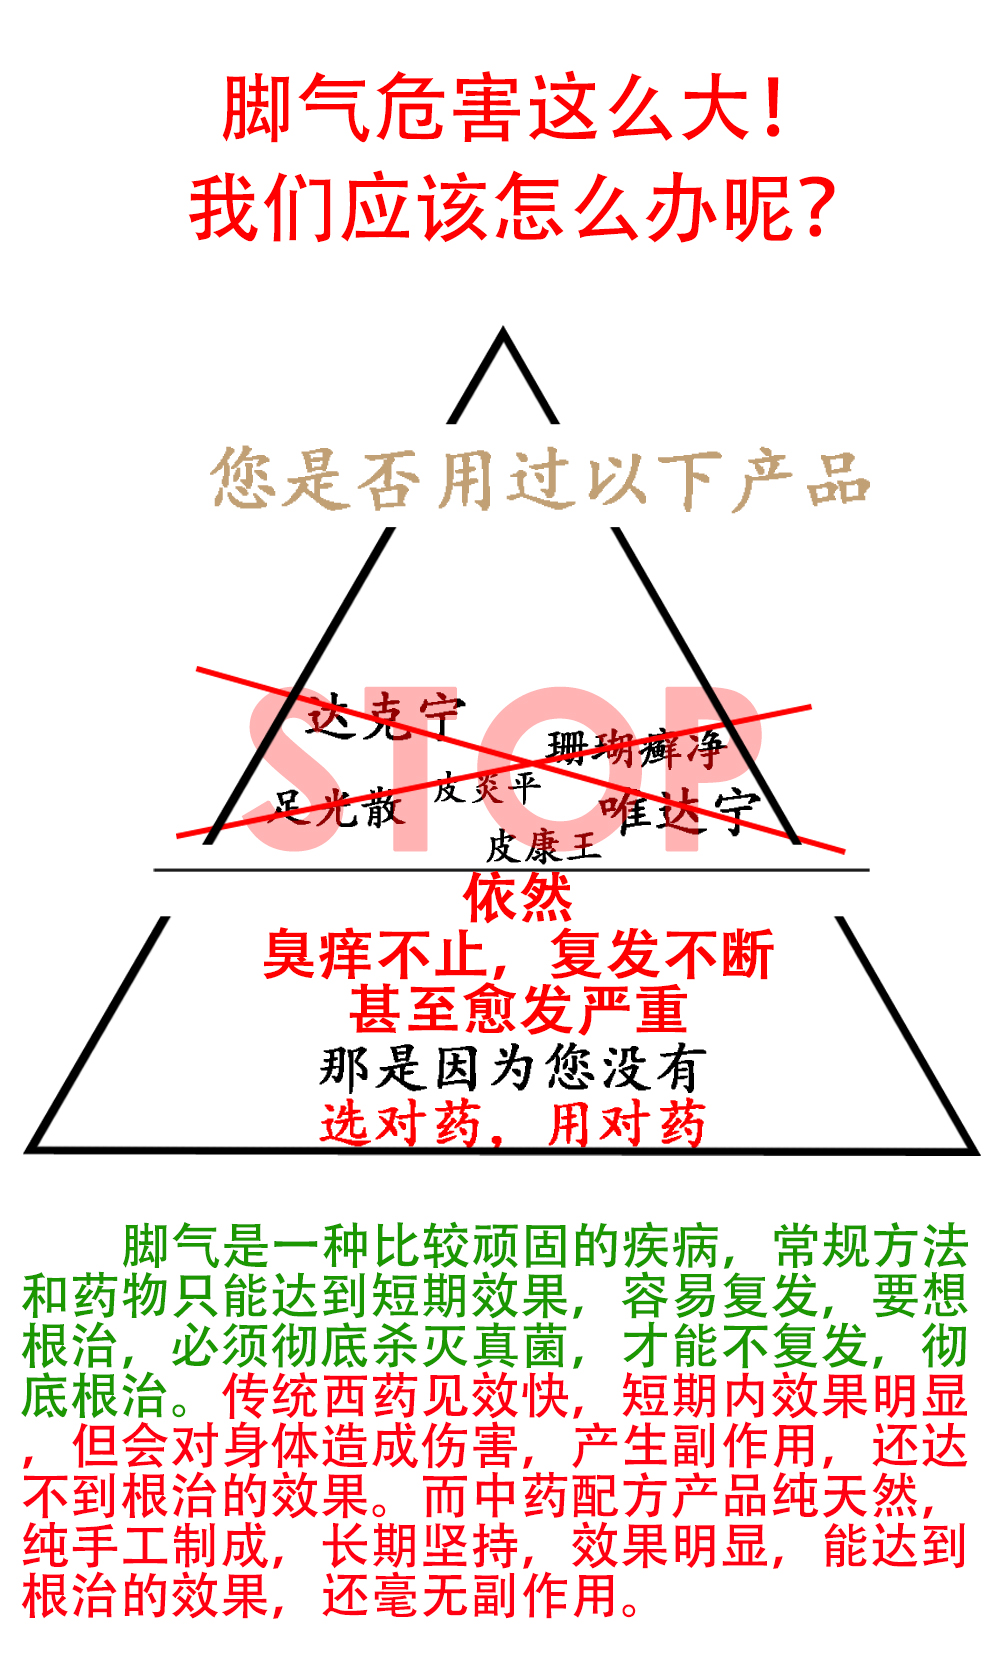 脚气危害这么大！
我们应该怎么办呢？
您是否用过以下产品
STOP
达克宁
珊瑚癣净
皮炎平
足光散
唯达宁
皮康王
依然
臭痒不止，复发不断
甚至愈发严重
那是因为您没有
选对药，用对药
脚气是一种比较顽固的疾病，常规方法
和药物只能达到短期效果，容易复发，要想
根治，必须彻底杀灭真菌，才能不复发，彻
底根治。传统西药见效快，短期内效果明显
，但会对身体造成伤害，产生副作用，还达
不到根治的效果。而中药配方产品纯天然，
纯手工制成，长期坚持，效果明显，能达到
根治的效果，还毫无副作用。